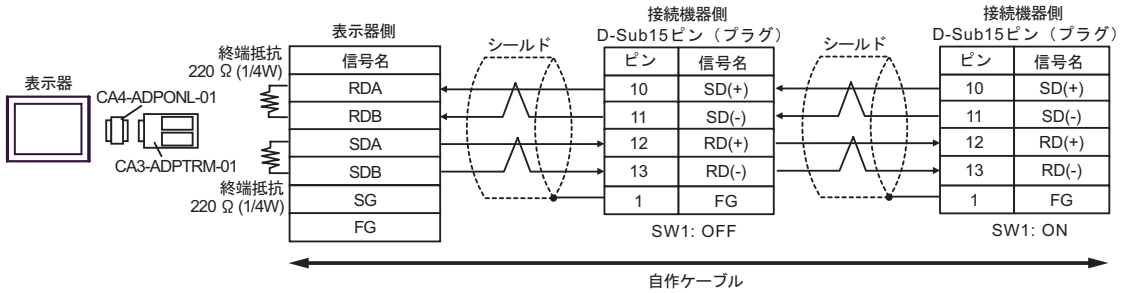 表示器
CA4-ADPONL-01
CA3-ADPTRM-01
終端抵抗
220 Ω (1/4W)
終端抵抗
220 Ω (1/4W)
表示器側
信号名
RDA
RDB
SDA
SDB
SG
FG
シールド
接続機器側
D-Sub15ピン（プラグ）
ピン 信号名
10 SD(+)
11 SD(-)
12 RD(+)
13 RD(-)
1 FG
SW1: OFF
シールド
接続機器側
D-Sub15ピン（プラグ）
ピン 信号名
10 SD(+)
11 SD(-)
12 RD(+)
13 RD(-)
1 FG
SW1: ON
自作ケーブル